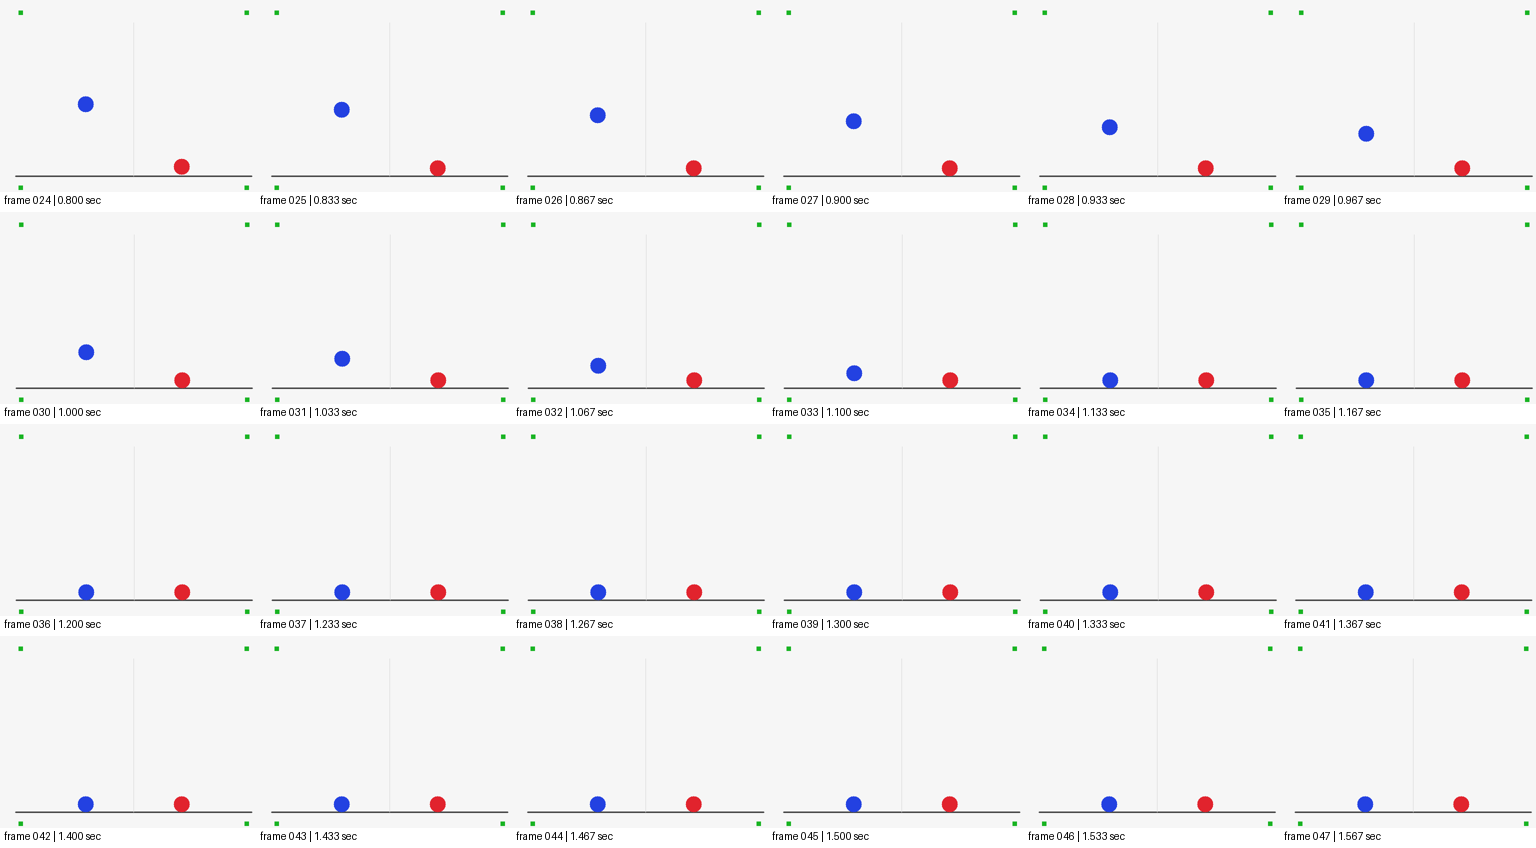 frame 024 | 0.800 sec
frame 025 | 0.833 sec
frame 026 | 0.867 sec
frame 027 | 0.900 sec
frame 028 | 0.933 sec
frame 029 | 0.967 sec
frame 030 | 1.000 sec
frame 031 | 1.033 sec
frame 032 | 1.067 sec
frame 033 | 1.100 sec
frame 034 | 1.133 sec
frame 035 | 1.167 sec
frame 036 | 1.200 sec
frame 037 | 1.233 sec
frame 038 | 1.267 sec
frame 039 | 1.300 sec
frame 040 | 1.333 sec
frame 041 | 1.367 sec
frame 042 | 1.400 sec
frame 043 | 1.433 sec
frame 044 | 1.467 sec
frame 045 | 1.500 sec
frame 046 | 1.533 sec
frame 047 | 1.567 sec